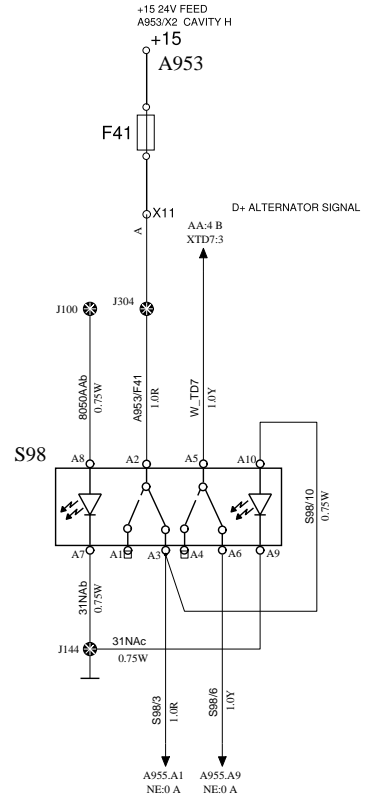 +15 24V FEED
A953/X2 CAVITY H
+15
A953
F41
X11
A
D+ ALTERNATOR SIGNAL
AA:4 B
XTD7:3
J100
J304
8050AAb
0.75W
A953/F41
1.0R
W_TD7
1.0Y
S98
A8
A2
A5
A10
S98/10
0.75W
A7
A1
A3
A4
A6
A9
31NAb
0.75W
J144
31NAc
0.75W
S98/3
1.0R
S98/6
1.0Y
A955.A1
NE:0 A
A955.A9
NE:0 A